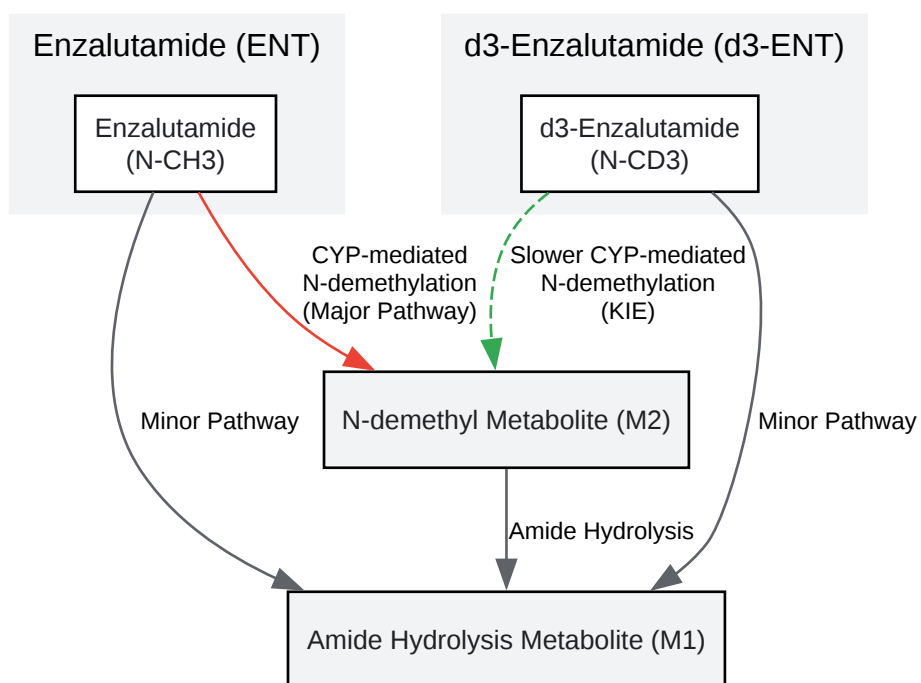 Enzalutamide (ENT)
d3-Enzalutamide (d3-ENT)
Enzalutamide
(N-CH3)
d3-Enzalutamide
(N-CD3)
CYP-mediated
N-demethylation
(Major Pathway)
Slower CYP-mediated
N-demethylation
(KIE)
Minor Pathway
N-demethyl Metabolite (M2)
Minor Pathway
Amide Hydrolysis
Amide Hydrolysis Metabolite (M1)